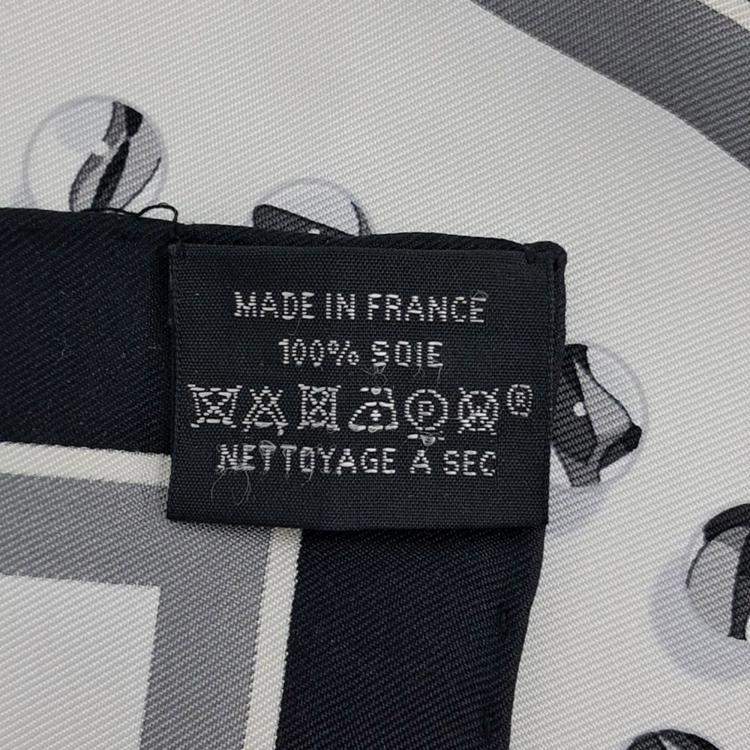 MADE IN FRANCE
100% SOIE
P ®
NETTOYAGE À SEC